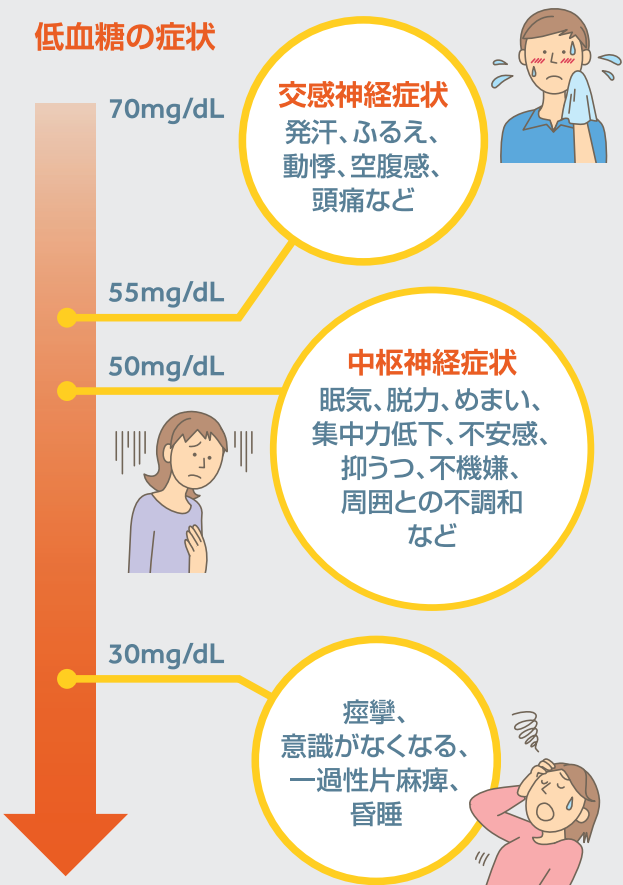 低血糖の症状
70mg/dL
交感神経症状
発汗、ふるえ、
動悸、空腹感、
頭痛など
55mg/dL
50mg/dL
中枢神経症状
眠気、脱力、めまい、
集中力低下、不安感、
抑うつ、不機嫌、
周囲との不調和
など
30mg/dL
痙攣、
意識がなくなる、
一過性片麻痺、
昏睡